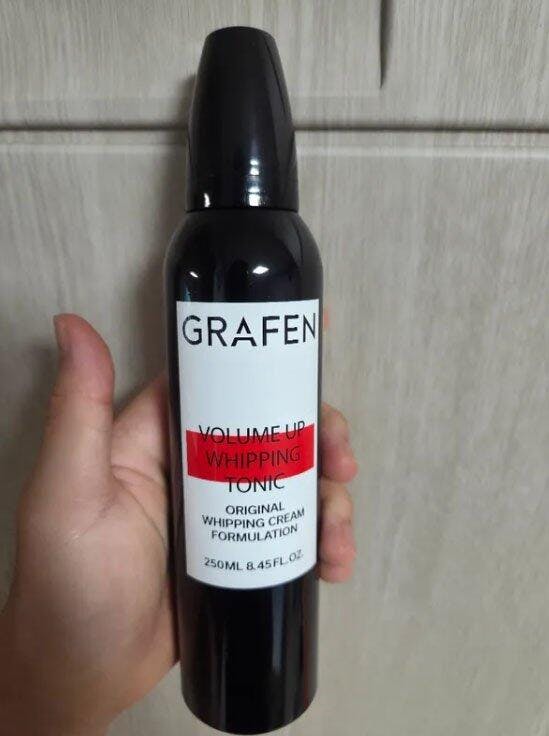 GRAFEN
VOLUME UP
WHIPPING
TONIC
ORIGINAL
WHIPPING CREAM
FORMULATION
250ML 8.45FL.OZ.